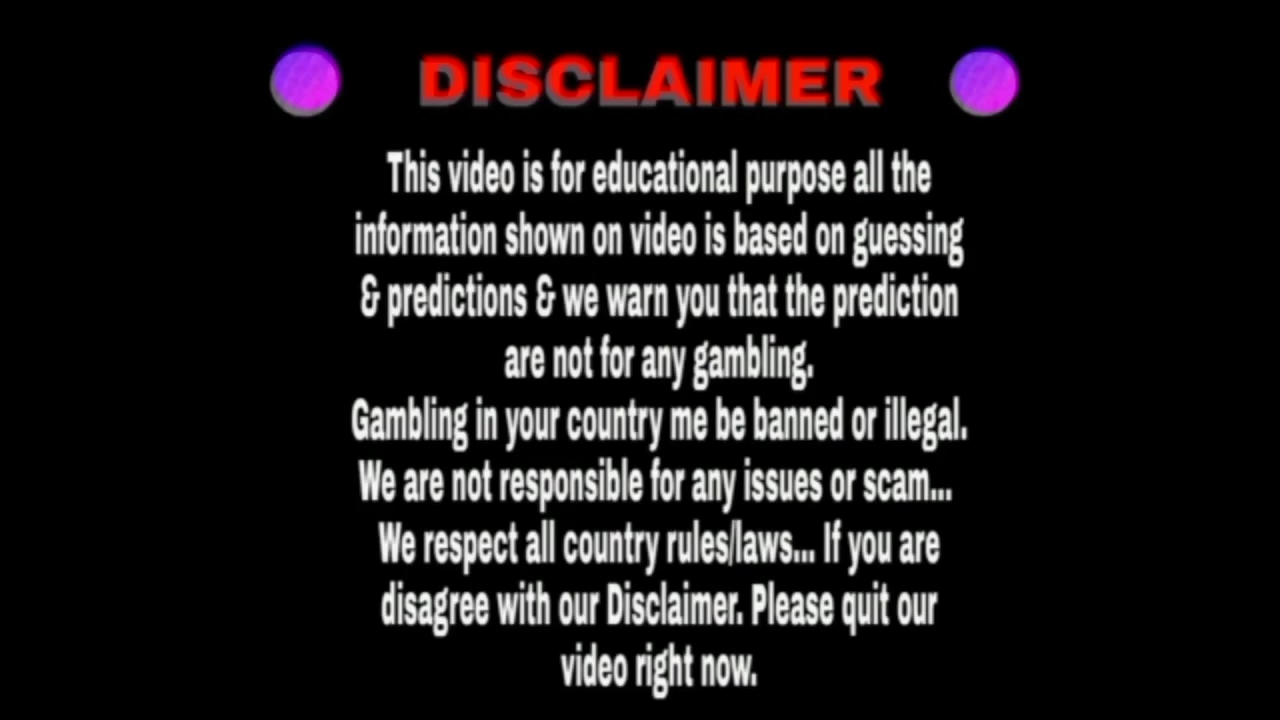 DISCLAIMER
This video is for educational purpose all the
information shown on video is based on guessing
& predictions & we warn you that the prediction
are not for any gambling.
Gambling in your country me be banned or illegal.
We are not responsible for any issues or scam...
We respect all country rules/laws... If you are
disagree with our Disclaimer. Please quit our
video right now.